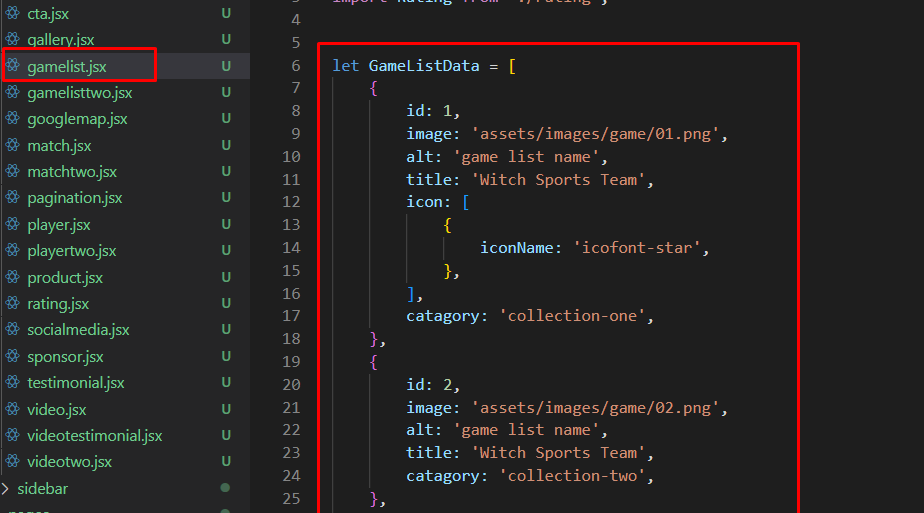 cta.jsx U
gallery.jsx U
gamelist.jsx U
gamelisttwo.jsx U
googlemap.jsx U
match.jsx U
matchtwo.jsx U
pagination.jsx U
player.jsx U
playertwo.jsx U
product.jsx U
rating.jsx U
socialmedia.jsx U
sponsor.jsx U
testimonial.jsx U
video.jsx U
videotestimonial.jsx U
videotwo.jsx U
sidebar
4
5
6 let GameListData = [
7 {
8 id: 1,
9 image: 'assets/images/game/01.png',
10 alt: 'game list name',
11 title: 'Witch Sports Team',
12 icon: [
13 {
14 iconName: 'icofont-star',
15 },
16 ],
17 catagory: 'collection-one',
18 },
19 {
20 id: 2,
21 image: 'assets/images/game/02.png',
22 alt: 'game list name',
23 title: 'Witch Sports Team',
24 catagory: 'collection-two',
25 },